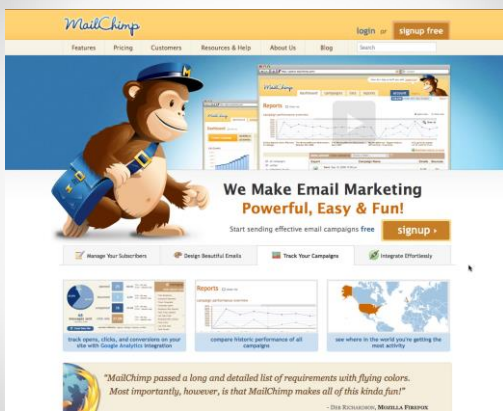 MailChimp
login or signup free
Features Pricing Customers Resources & Help About Us Blog Search
MailChimp
Reports
We Make Email Marketing
Powerful, Easy & Fun!
Start sending effective email campaigns free
signup ›
Manage Your Subscribers Design Beautiful Emails Track Your Campaigns Integrate Effortlessly
Reports
track opens, clicks, and conversions on your
site with Google Analytics integration
compare historic performance of all
campaigns
see where in the world you're getting the
most activity
"MailChimp passed a long and detailed list of requirements with flying colors.
Most importantly, however, is that MailChimp makes all of this kinda fun!"
- Deb Richardson, Mozilla Firefox